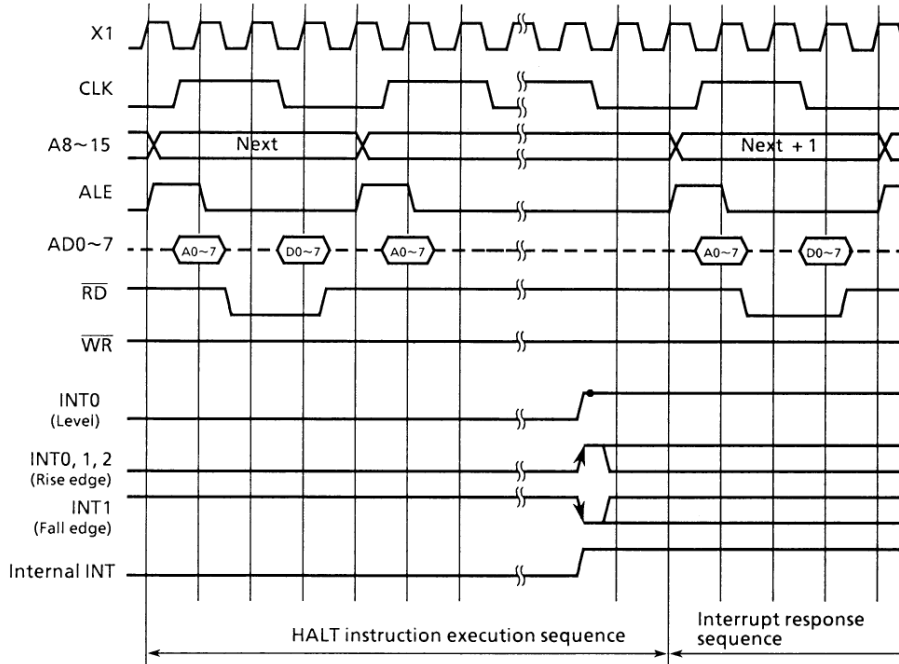 X1
CLK
A8~15
Next
Next + 1
ALE
AD0~7
A0~7
D0~7
A0~7
A0~7
D0~7
RD
WR
INT0
(Level)
INT0, 1, 2
(Rise edge)
INT1
(Fall edge)
Internal INT
HALT instruction execution sequence
Interrupt response
sequence